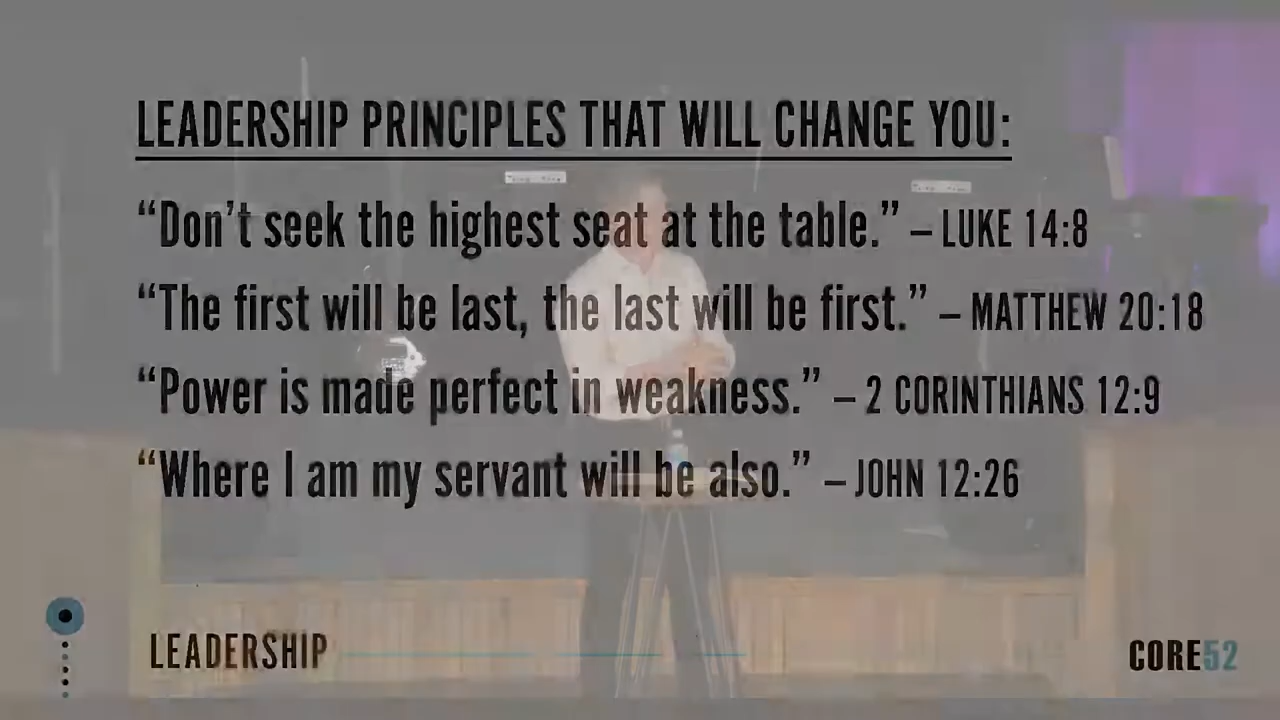 LEADERSHIP PRINCIPLES THAT WILL CHANGE YOU:
“Don’t seek the highest seat at the table.” – LUKE 14:8
“The first will be last, the last will be first.” – MATTHEW 20:18
“Power is made perfect in weakness.” – 2 CORINTHIANS 12:9
“Where I am my servant will be also.” – JOHN 12:26
LEADERSHIP
CORE52